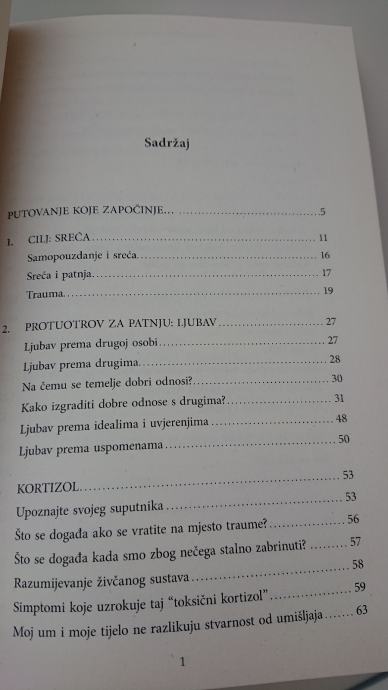 Sadržaj
PUTOVANJE KOJE ZAPOČINJE... 5
1. CILJ: SREĆA 11
Samopouzdanje i sreća 16
Sreća i patnja 17
Trauma 19
2. PROTUOTROV ZA PATNJU: LJUBAV 27
Ljubav prema drugoj osobi 27
Ljubav prema drugima 28
Na čemu se temelje dobri odnosi? 30
Kako izgraditi dobre odnose s drugima? 31
Ljubav prema idealima i uvjerenjima 48
Ljubav prema uspomenama 50
KORTIZOL 53
Upoznajte svojeg suputnika 53
Što se događa ako se vratite na mjesto traume? 56
Što se događa kada smo zbog nečega stalno zabrinuti? 57
Razumijevanje živčanog sustava 58
Simptomi koje uzrokuje taj "toksični kortizol" 59
Moj um i moje tijelo ne razlikuju stvarnost od umišljaja 63
1